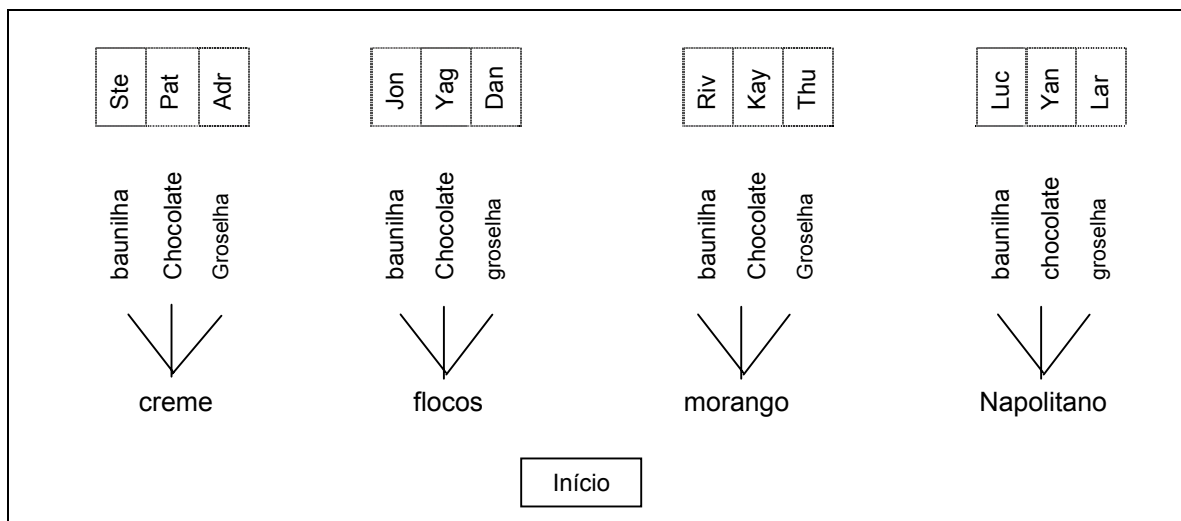 Ste Pat Adr Jon Yag Dan Riv Kay Thu Luc Yan Lar
baunilha Chocolate Groselha baunilha Chocolate groselha baunilha Chocolate Groselha baunilha chocolate groselha
creme flocos morango Napolitano
Início